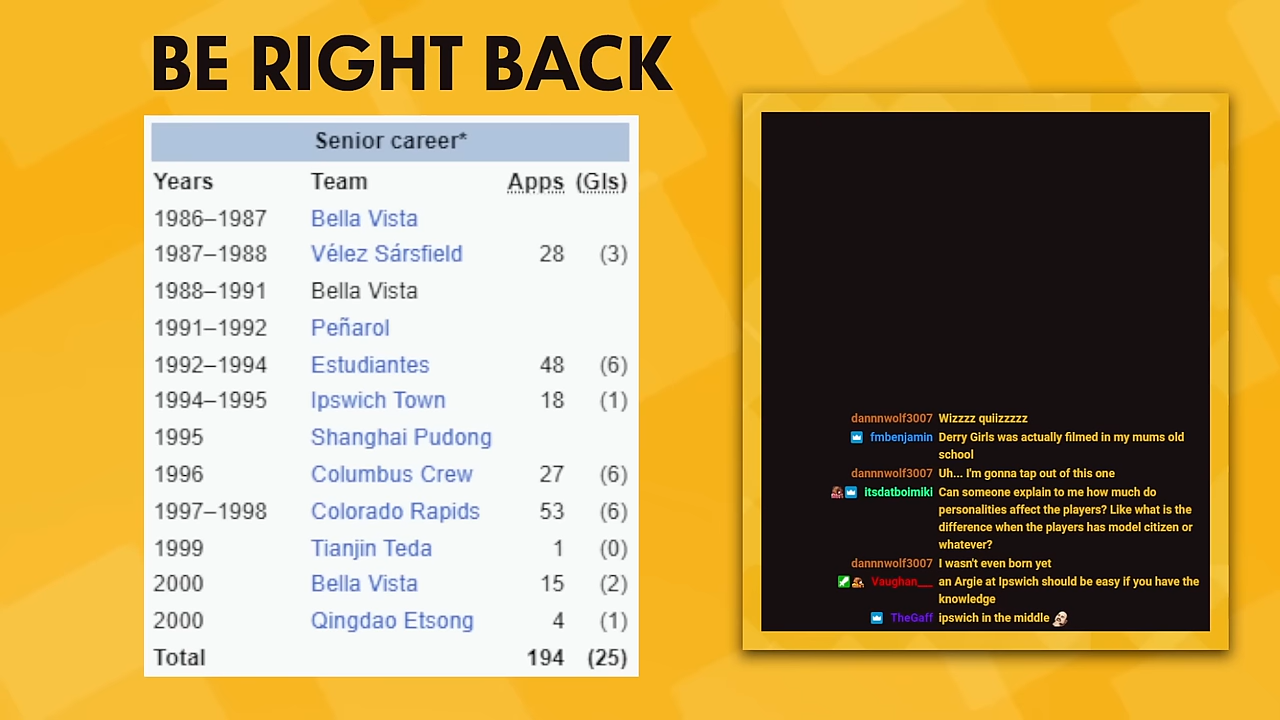 BE RIGHT BACK
Senior career*
Years Team Apps (Gls)
1986–1987 Bella Vista
1987–1988 Vélez Sársfield 28 (3)
1988–1991 Bella Vista
1991–1992 Peñarol
1992–1994 Estudiantes 48 (6)
1994–1995 Ipswich Town 18 (1)
1995 Shanghai Pudong
1996 Columbus Crew 27 (6)
1997–1998 Colorado Rapids 53 (6)
1999 Tianjin Teda 1 (0)
2000 Bella Vista 15 (2)
2000 Qingdao Etsong 4 (1)
Total 194 (25)
dannnwolf3007 Wizzzz quiizzzzz
fmbenjamin Derry Girls was actually filmed in my mums old
school
dannnwolf3007 Uh... I'm gonna tap out of this one
itsdatboimiki Can someone explain to me how much do
personalities affect the players? Like what is the
difference when the players has model citizen or
whatever?
dannnwolf3007 I wasn't even born yet
Vaughan___ an Argie at Ipswich should be easy if you have the
knowledge
TheGaff ipswich in the middle